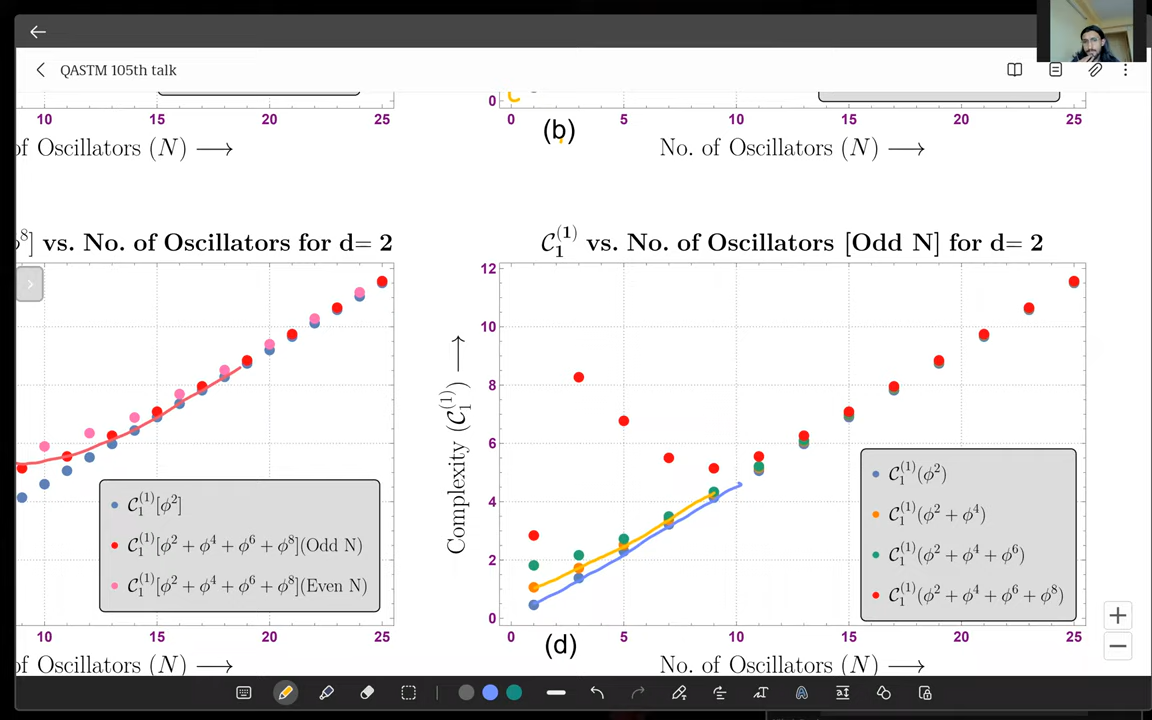 QASTM 105th talk
10 15 20 25
of Oscillators (N) ⟶
0
0 5 10 15 20 25
(b)
No. of Oscillators (N) ⟶
ϕ⁸] vs. No. of Oscillators for d= 2
10 15 20 25
of Oscillators (N) ⟶
𝒞₁⁽¹⁾[ϕ²]
𝒞₁⁽¹⁾[ϕ² + ϕ⁴ + ϕ⁶ + ϕ⁸](Odd N)
𝒞₁⁽¹⁾[ϕ² + ϕ⁴ + ϕ⁶ + ϕ⁸](Even N)
𝒞₁⁽¹⁾ vs. No. of Oscillators [Odd N] for d= 2
Complexity (𝒞₁⁽¹⁾) ⟶
12
10
8
6
4
2
0
𝒞₁⁽¹⁾(ϕ²)
𝒞₁⁽¹⁾(ϕ² + ϕ⁴)
𝒞₁⁽¹⁾(ϕ² + ϕ⁴ + ϕ⁶)
𝒞₁⁽¹⁾(ϕ² + ϕ⁴ + ϕ⁶ + ϕ⁸)
0 5 10 15 20 25
(d)
No. of Oscillators (N) ⟶